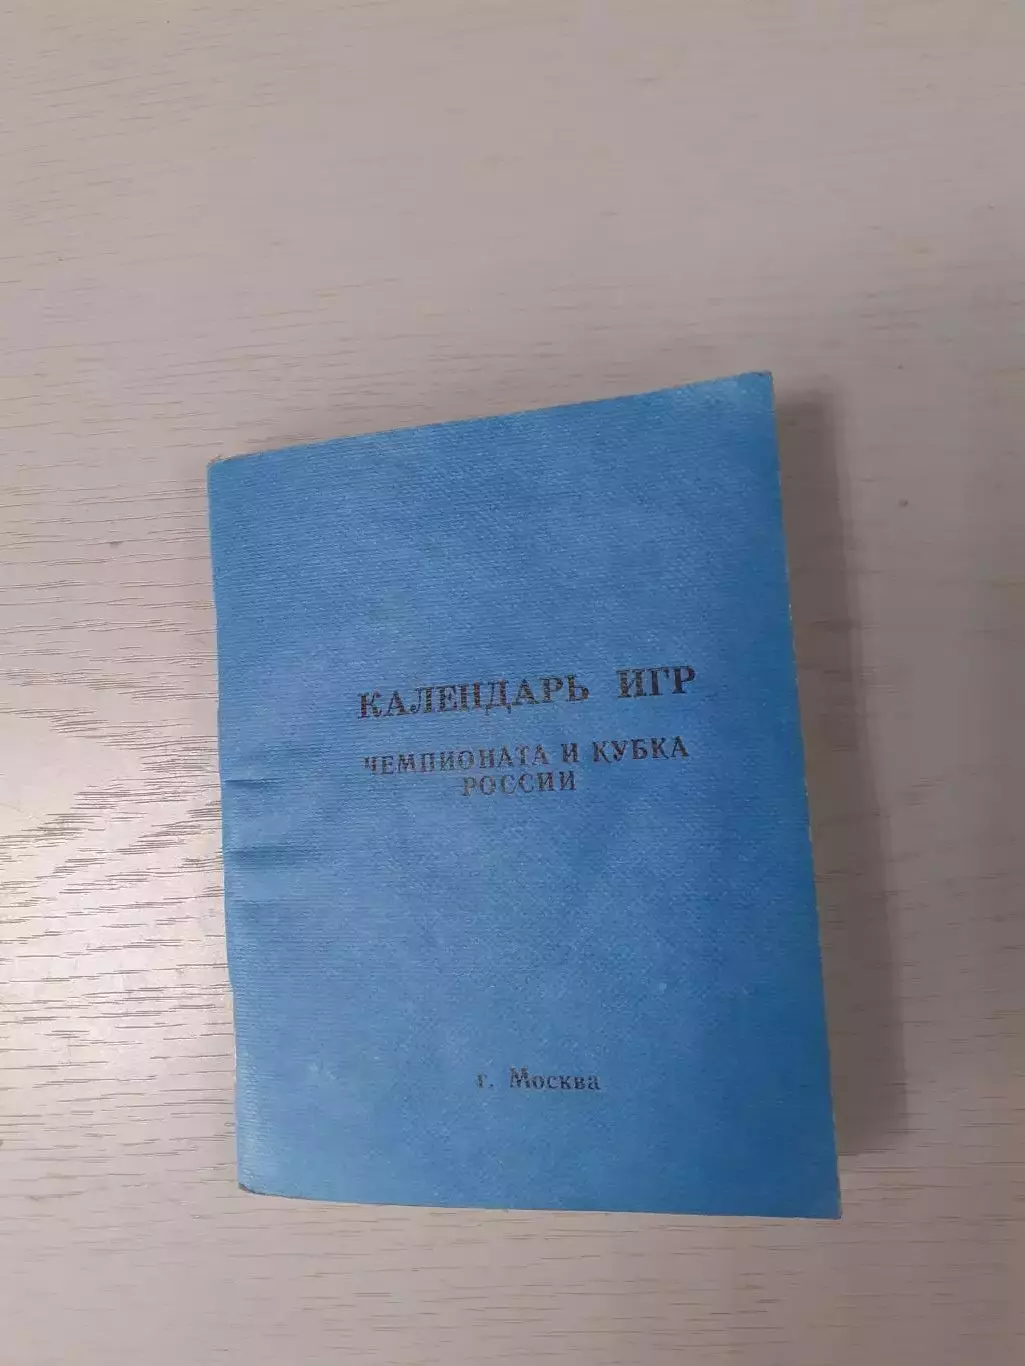 КАЛЕНДАРЬ ИГР
ЧЕМПИОНАТА И КУБКА
РОССИИ
г. Москва